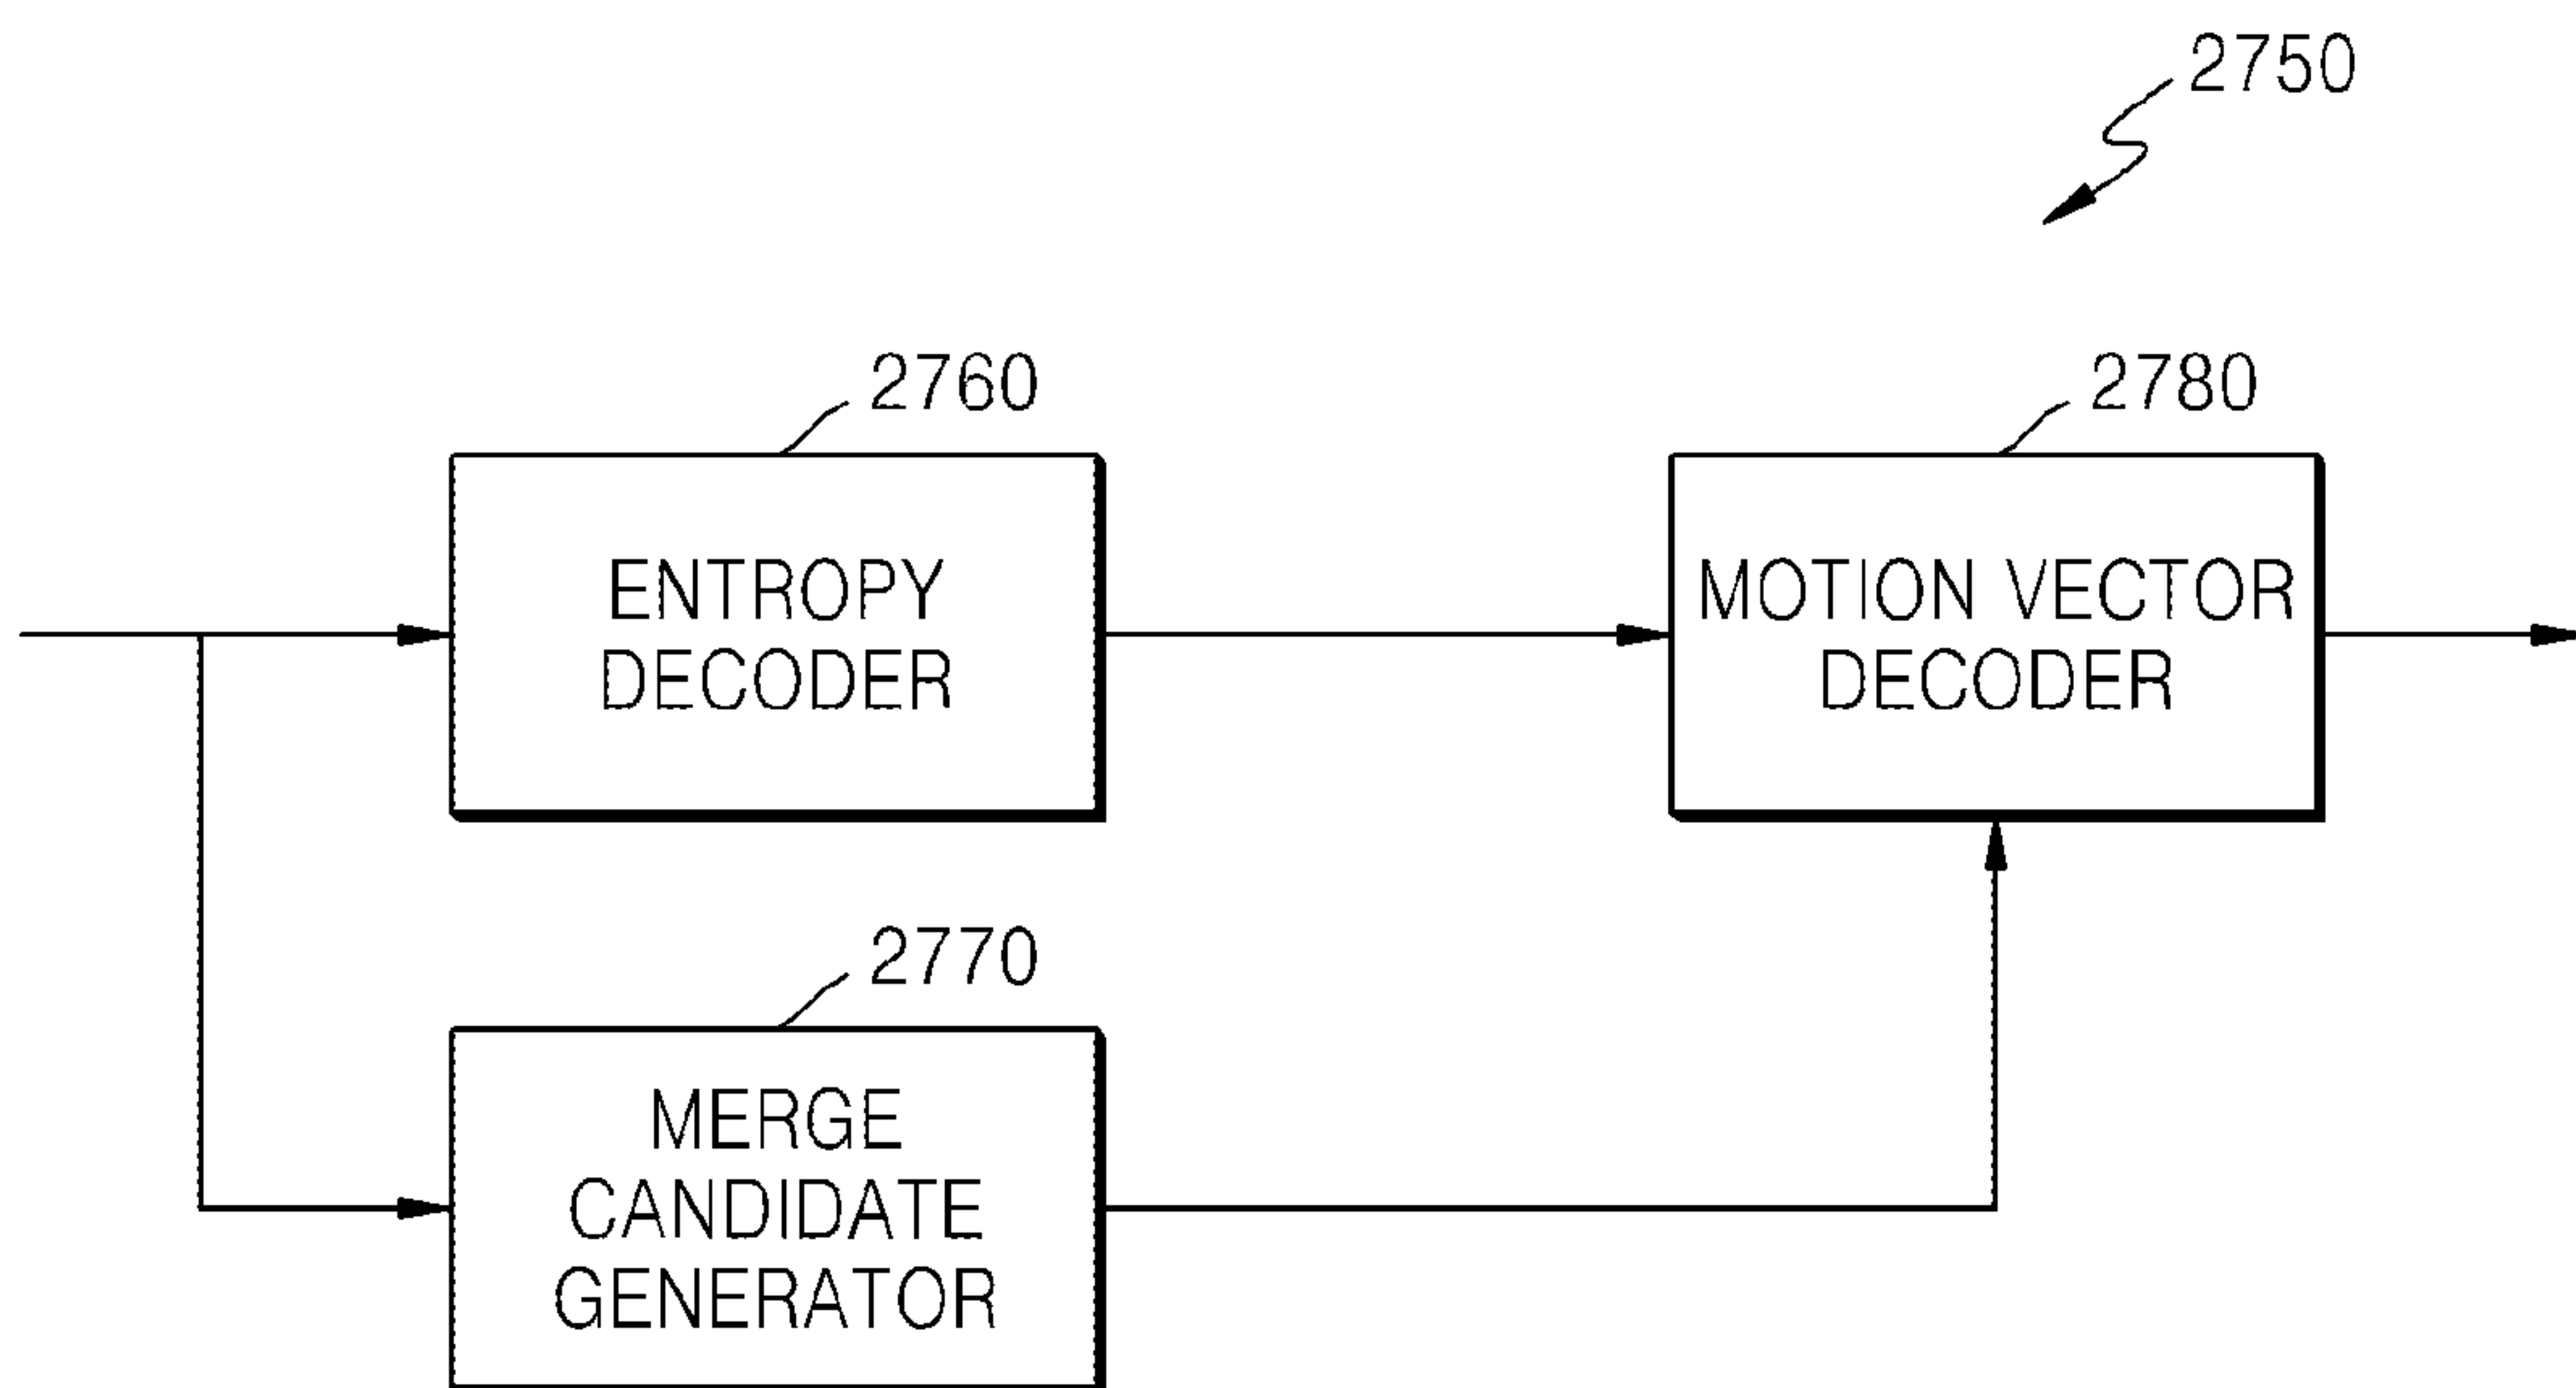 2750
2760
ENTROPY
DECODER
2780
MOTION VECTOR
DECODER
2770
MERGE
CANDIDATE
GENERATOR